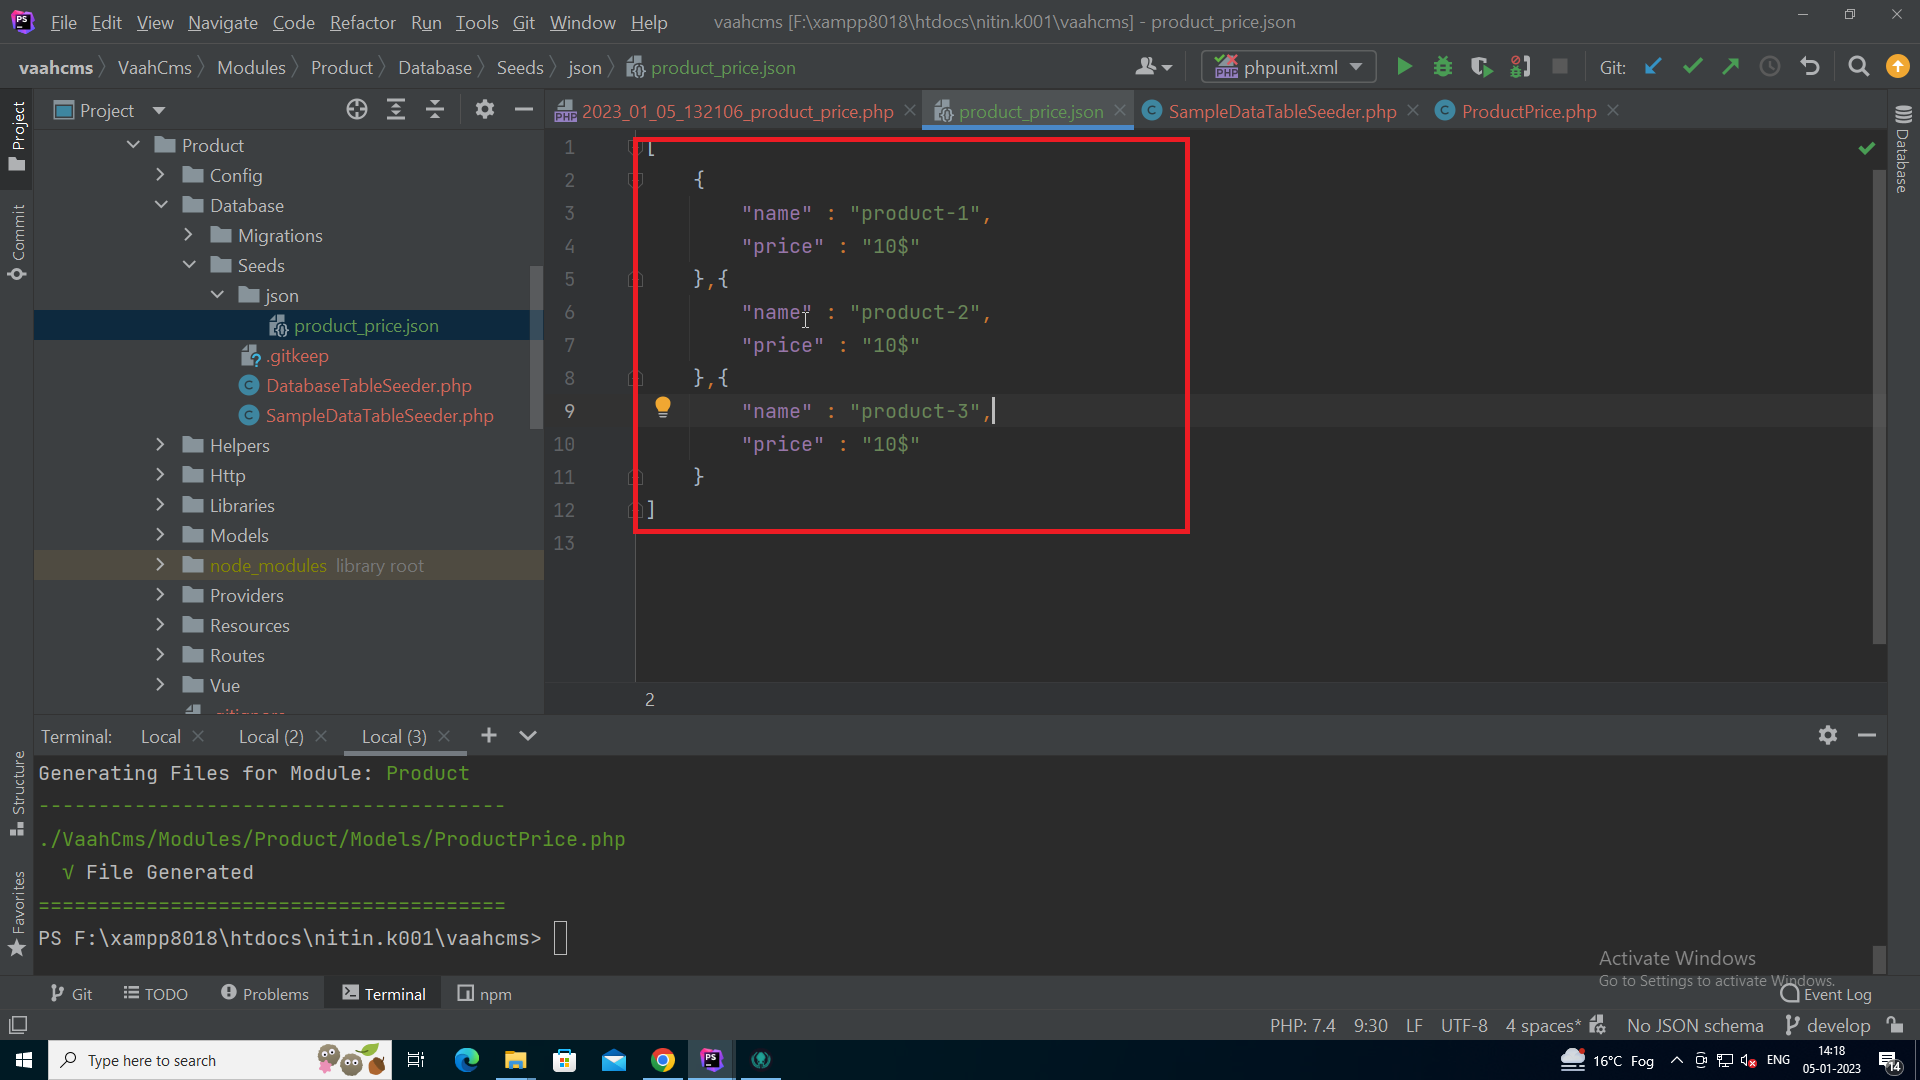 File Edit View Navigate Code Refactor Run Tools Git Window Help vaahcms [F:\xampp8018\htdocs\nitin.k001\vaahcms] - product_price.json
vaahcms VaahCms Modules Product Database Seeds json product_price.json phpunit.xml Git:
Project
2023_01_05_132106_product_price.php product_price.json SampleDataTableSeeder.php ProductPrice.php
Project
Commit
Structure
Favorites
Database
Product
Config
Database
Migrations
Seeds
json
product_price.json
.gitkeep
DatabaseTableSeeder.php
SampleDataTableSeeder.php
Helpers
Http
Libraries
Models
node_modules library root
Providers
Resources
Routes
Vue
1 [
2 {
3 "name" : "product-1",
4 "price" : "10$"
5 },{
6 "name" : "product-2",
7 "price" : "10$"
8 },{
9 "name" : "product-3",
10 "price" : "10$"
11 }
12 ]
13
2
Terminal: Local Local (2) Local (3)
Generating Files for Module: Product
---------------------------------------
./VaahCms/Modules/Product/Models/ProductPrice.php
√ File Generated
=======================================
PS F:\xampp8018\htdocs\nitin.k001\vaahcms>
Activate Windows
Go to Settings to activate Windows.
Git TODO Problems Terminal npm Event Log
PHP: 7.4 9:30 LF UTF-8 4 spaces* No JSON schema develop
Type here to search
16°C Fog ENG
14:18
05-01-2023
14